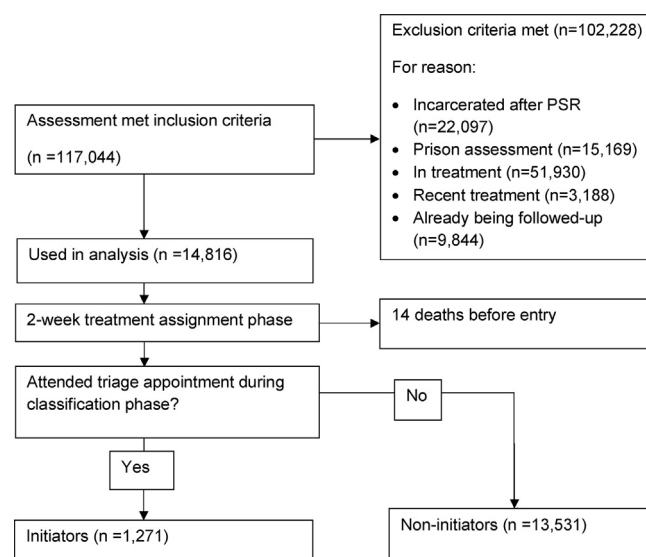 Exclusion criteria met (n=102,228)
For reason:
• Incarcerated after PSR
(n=22,097)
• Prison assessment (n=15,169)
• In treatment (n=51,930)
• Recent treatment (n=3,188)
• Already being followed-up
(n=9,844)
Assessment met inclusion criteria
(n =117,044)
Used in analysis (n =14,816)
2-week treatment assignment phase
14 deaths before entry
Attended triage appointment during
classification phase?
No
Yes
Initiators (n =1,271)
Non-initiators (n =13,531)